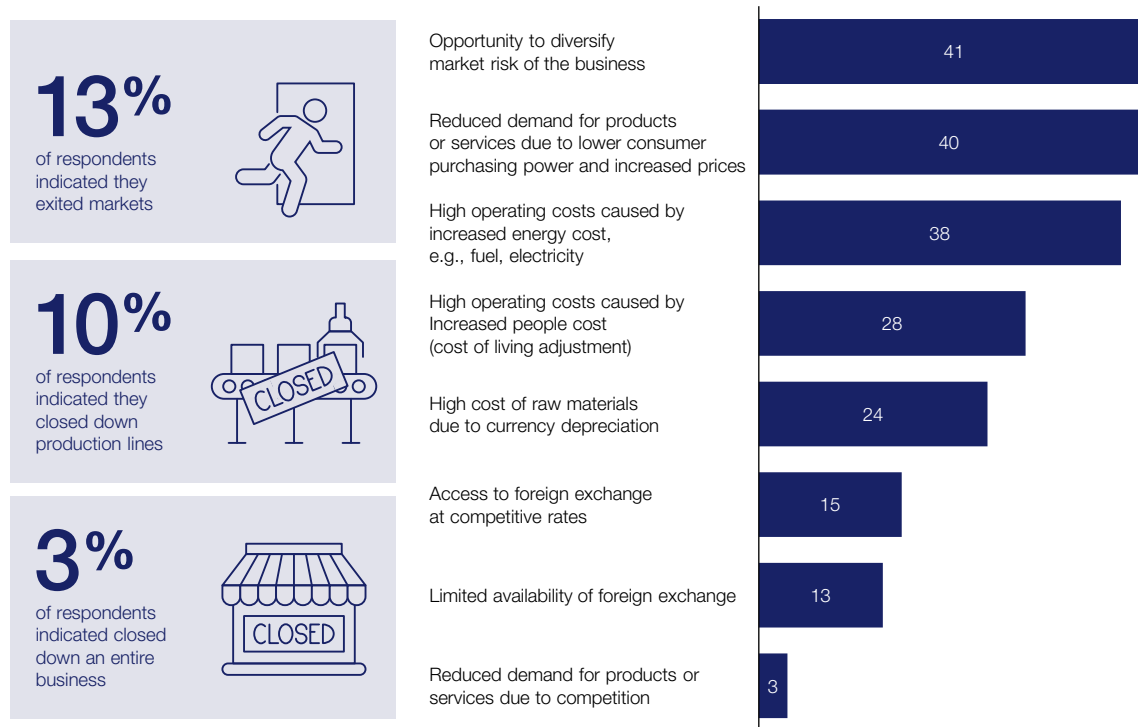 13%
of respondents
indicated they
exited markets
10%
of respondents
indicated they
closed down
production lines
CLOSED
3%
of respondents
indicated closed
down an entire
business
CLOSED
Opportunity to diversify
market risk of the business
41
Reduced demand for products
or services due to lower consumer
purchasing power and increased prices
40
High operating costs caused by
increased energy cost,
e.g., fuel, electricity
38
High operating costs caused by
Increased people cost
(cost of living adjustment)
28
High cost of raw materials
due to currency depreciation
24
Access to foreign exchange
at competitive rates
15
Limited availability of foreign exchange
13
Reduced demand for products or
services due to competition
3